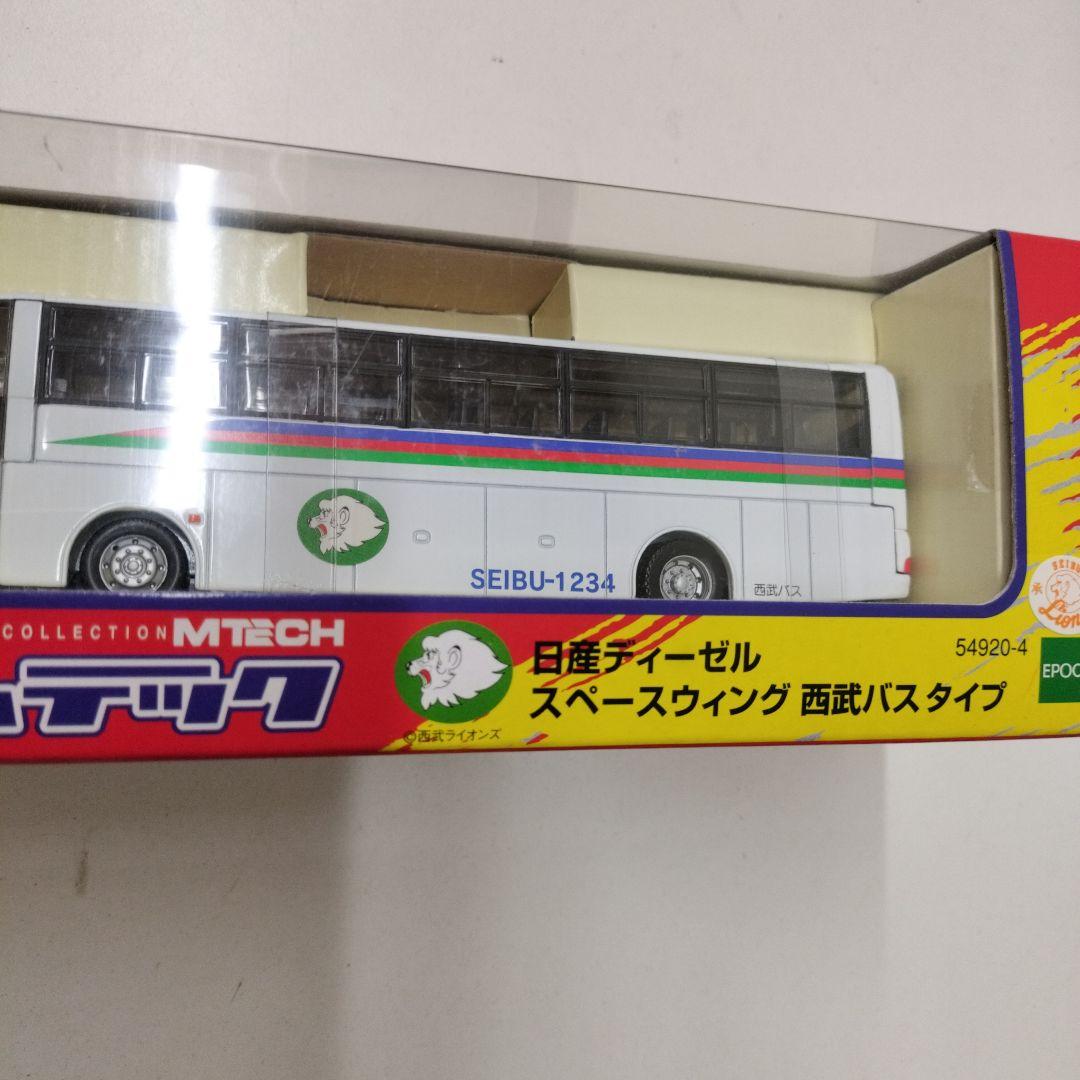 SEIBU-1234
西武バス
COLLECTION MTECH
ムテック
日産ディーゼル
スペースウィング 西武バスタイプ
©西武ライオンズ
54920-4
SEIBU
Lion
EPOC